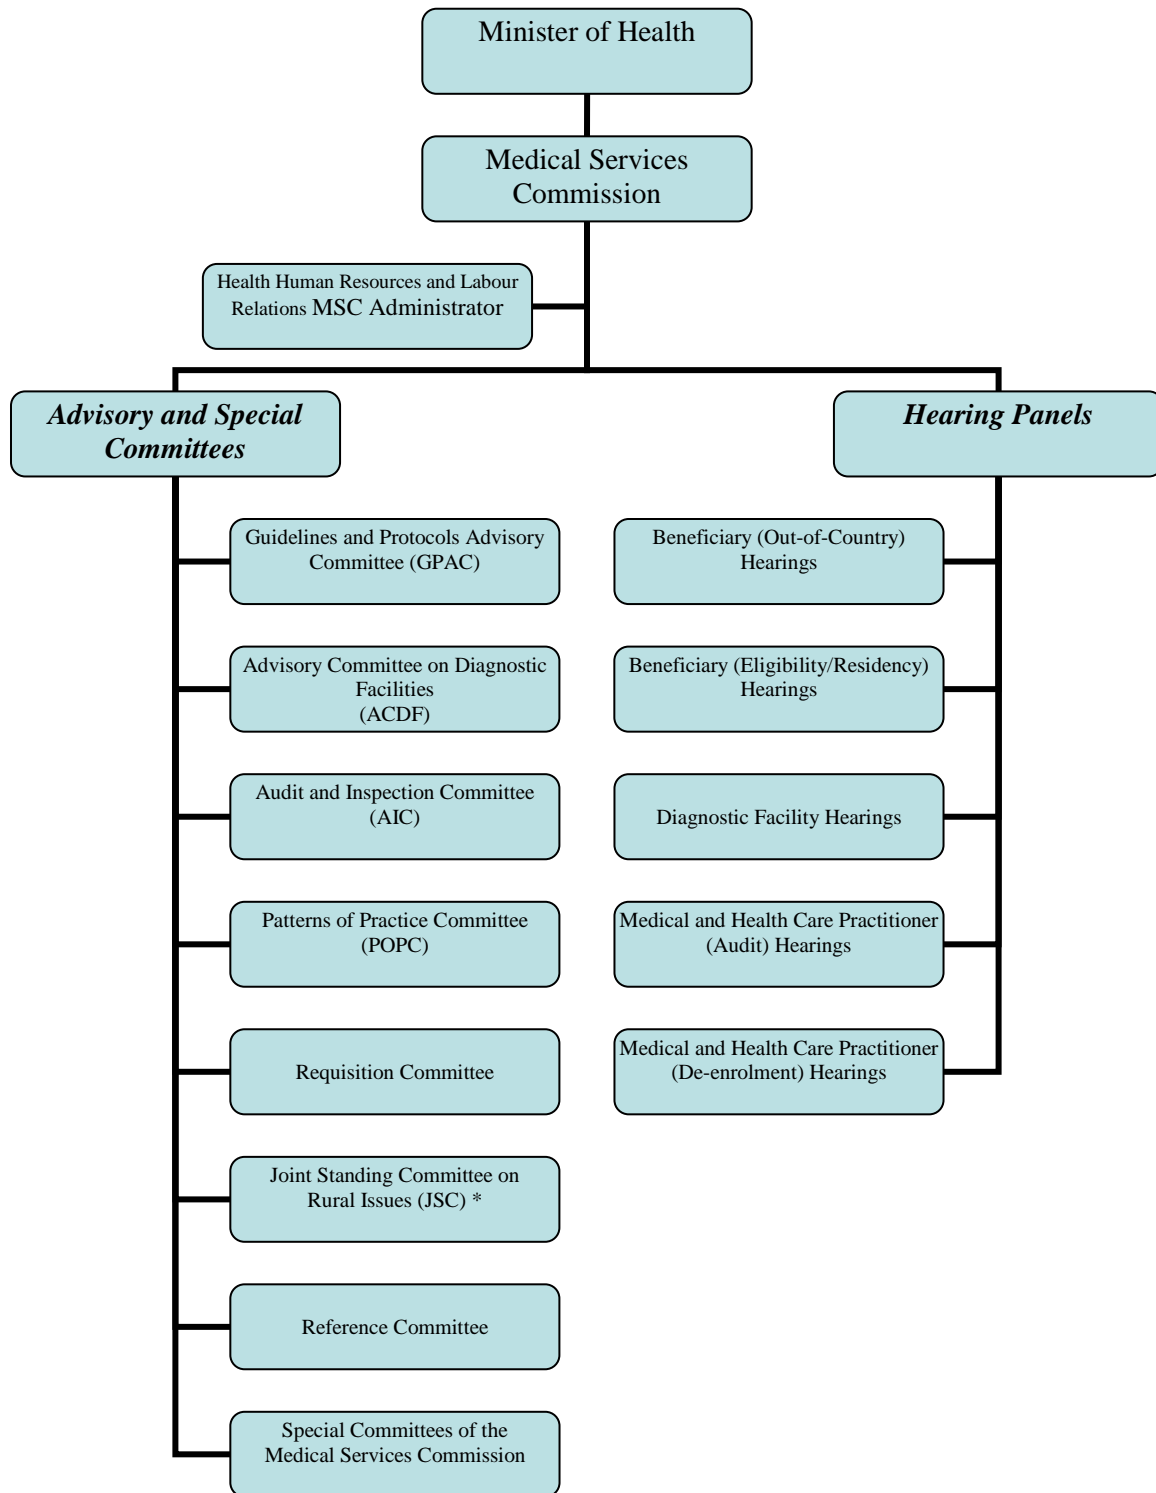 Minister of Health
Medical Services
Commission
Health Human Resources and Labour
Relations MSC Administrator
Advisory and Special
Committees
Hearing Panels
Guidelines and Protocols Advisory
Committee (GPAC)
Beneficiary (Out-of-Country)
Hearings
Advisory Committee on Diagnostic
Facilities
(ACDF)
Beneficiary (Eligibility/Residency)
Hearings
Audit and Inspection Committee
(AIC)
Diagnostic Facility Hearings
Patterns of Practice Committee
(POPC)
Medical and Health Care Practitioner
(Audit) Hearings
Requisition Committee
Medical and Health Care Practitioner
(De-enrolment) Hearings
Joint Standing Committee on
Rural Issues (JSC) *
Reference Committee
Special Committees of the
Medical Services Commission